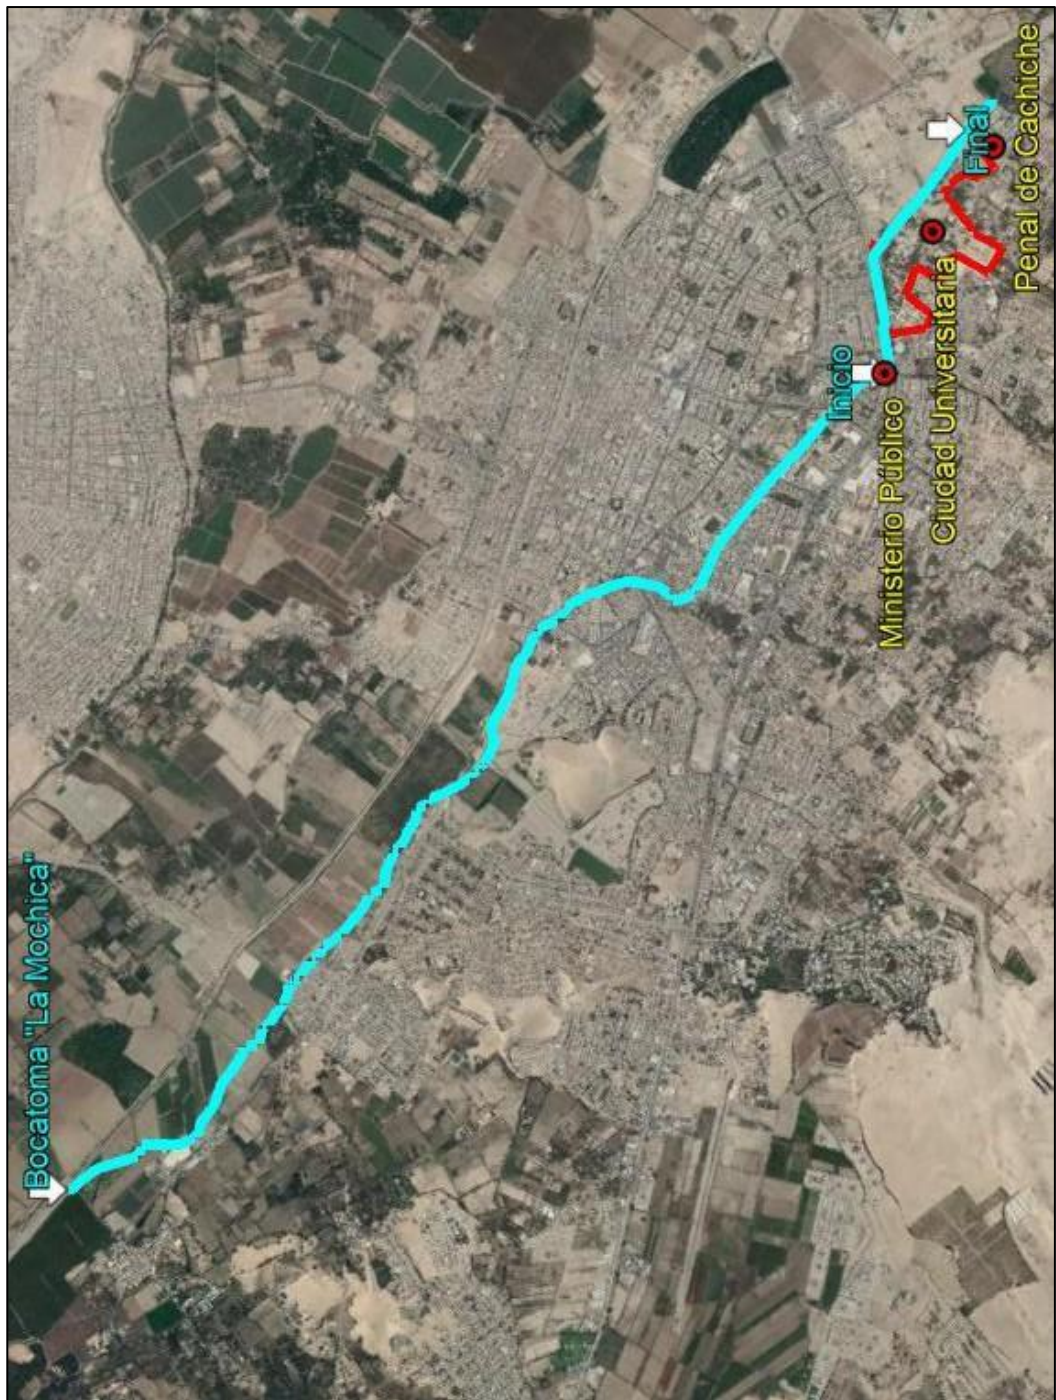 Bocatoma "La Mochica"
Inicio
Ministerio Público
Ciudad Universitaria
Final
Penal de Cachiche